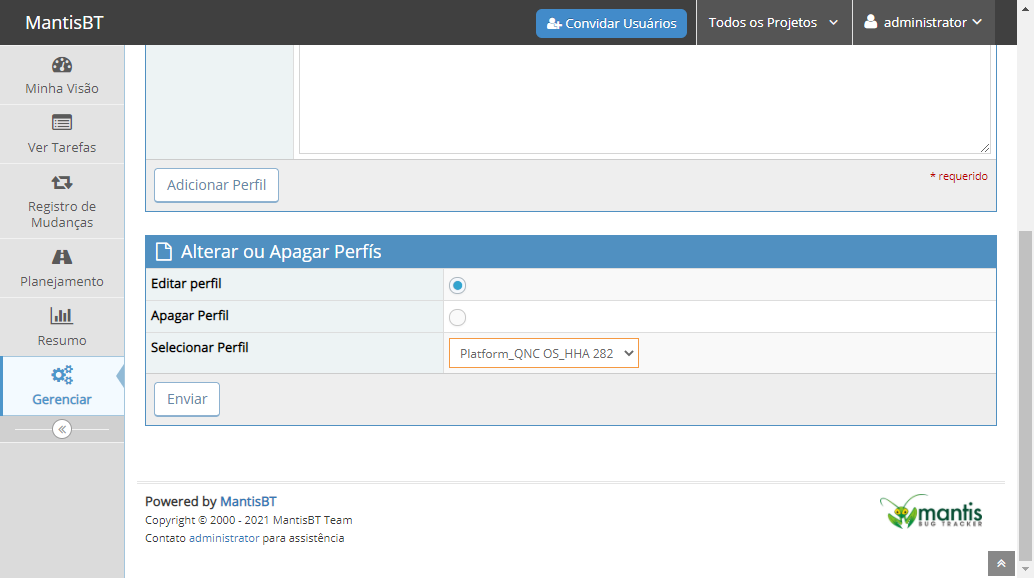 MantisBT
Convidar Usuários
Todos os Projetos
administrator
Minha Visão
Ver Tarefas
Registro de
Mudanças
Planejamento
Resumo
Gerenciar
Adicionar Perfil
* requerido
Alterar ou Apagar Perfís
Editar perfil
Apagar Perfil
Selecionar Perfil
Platform_QNC OS_HHA 282
Enviar
Powered by MantisBT
Copyright © 2000 - 2021 MantisBT Team
Contato administrator para assistência
mantis
BUG TRACKER